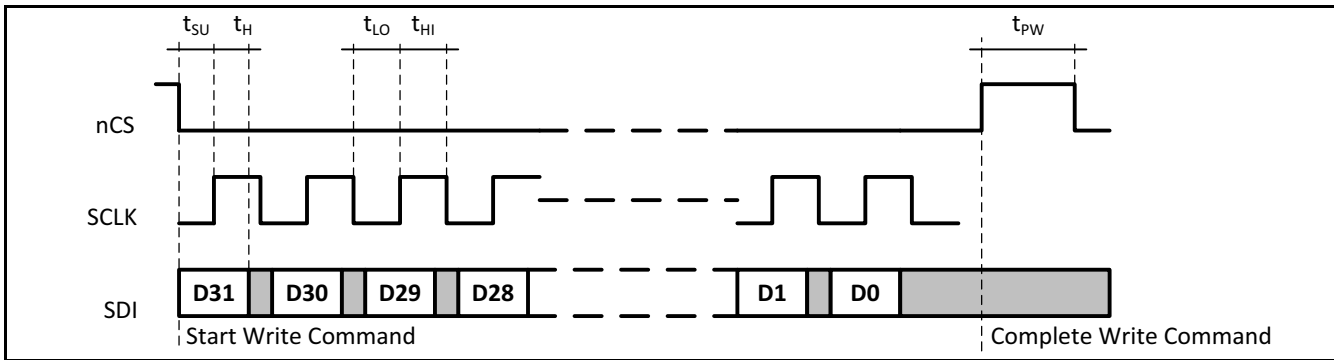 tSU tH tLO tHI tPW
nCS
SCLK
D31 D30 D29 D28 D1 D0
SDI
Start Write Command Complete Write Command